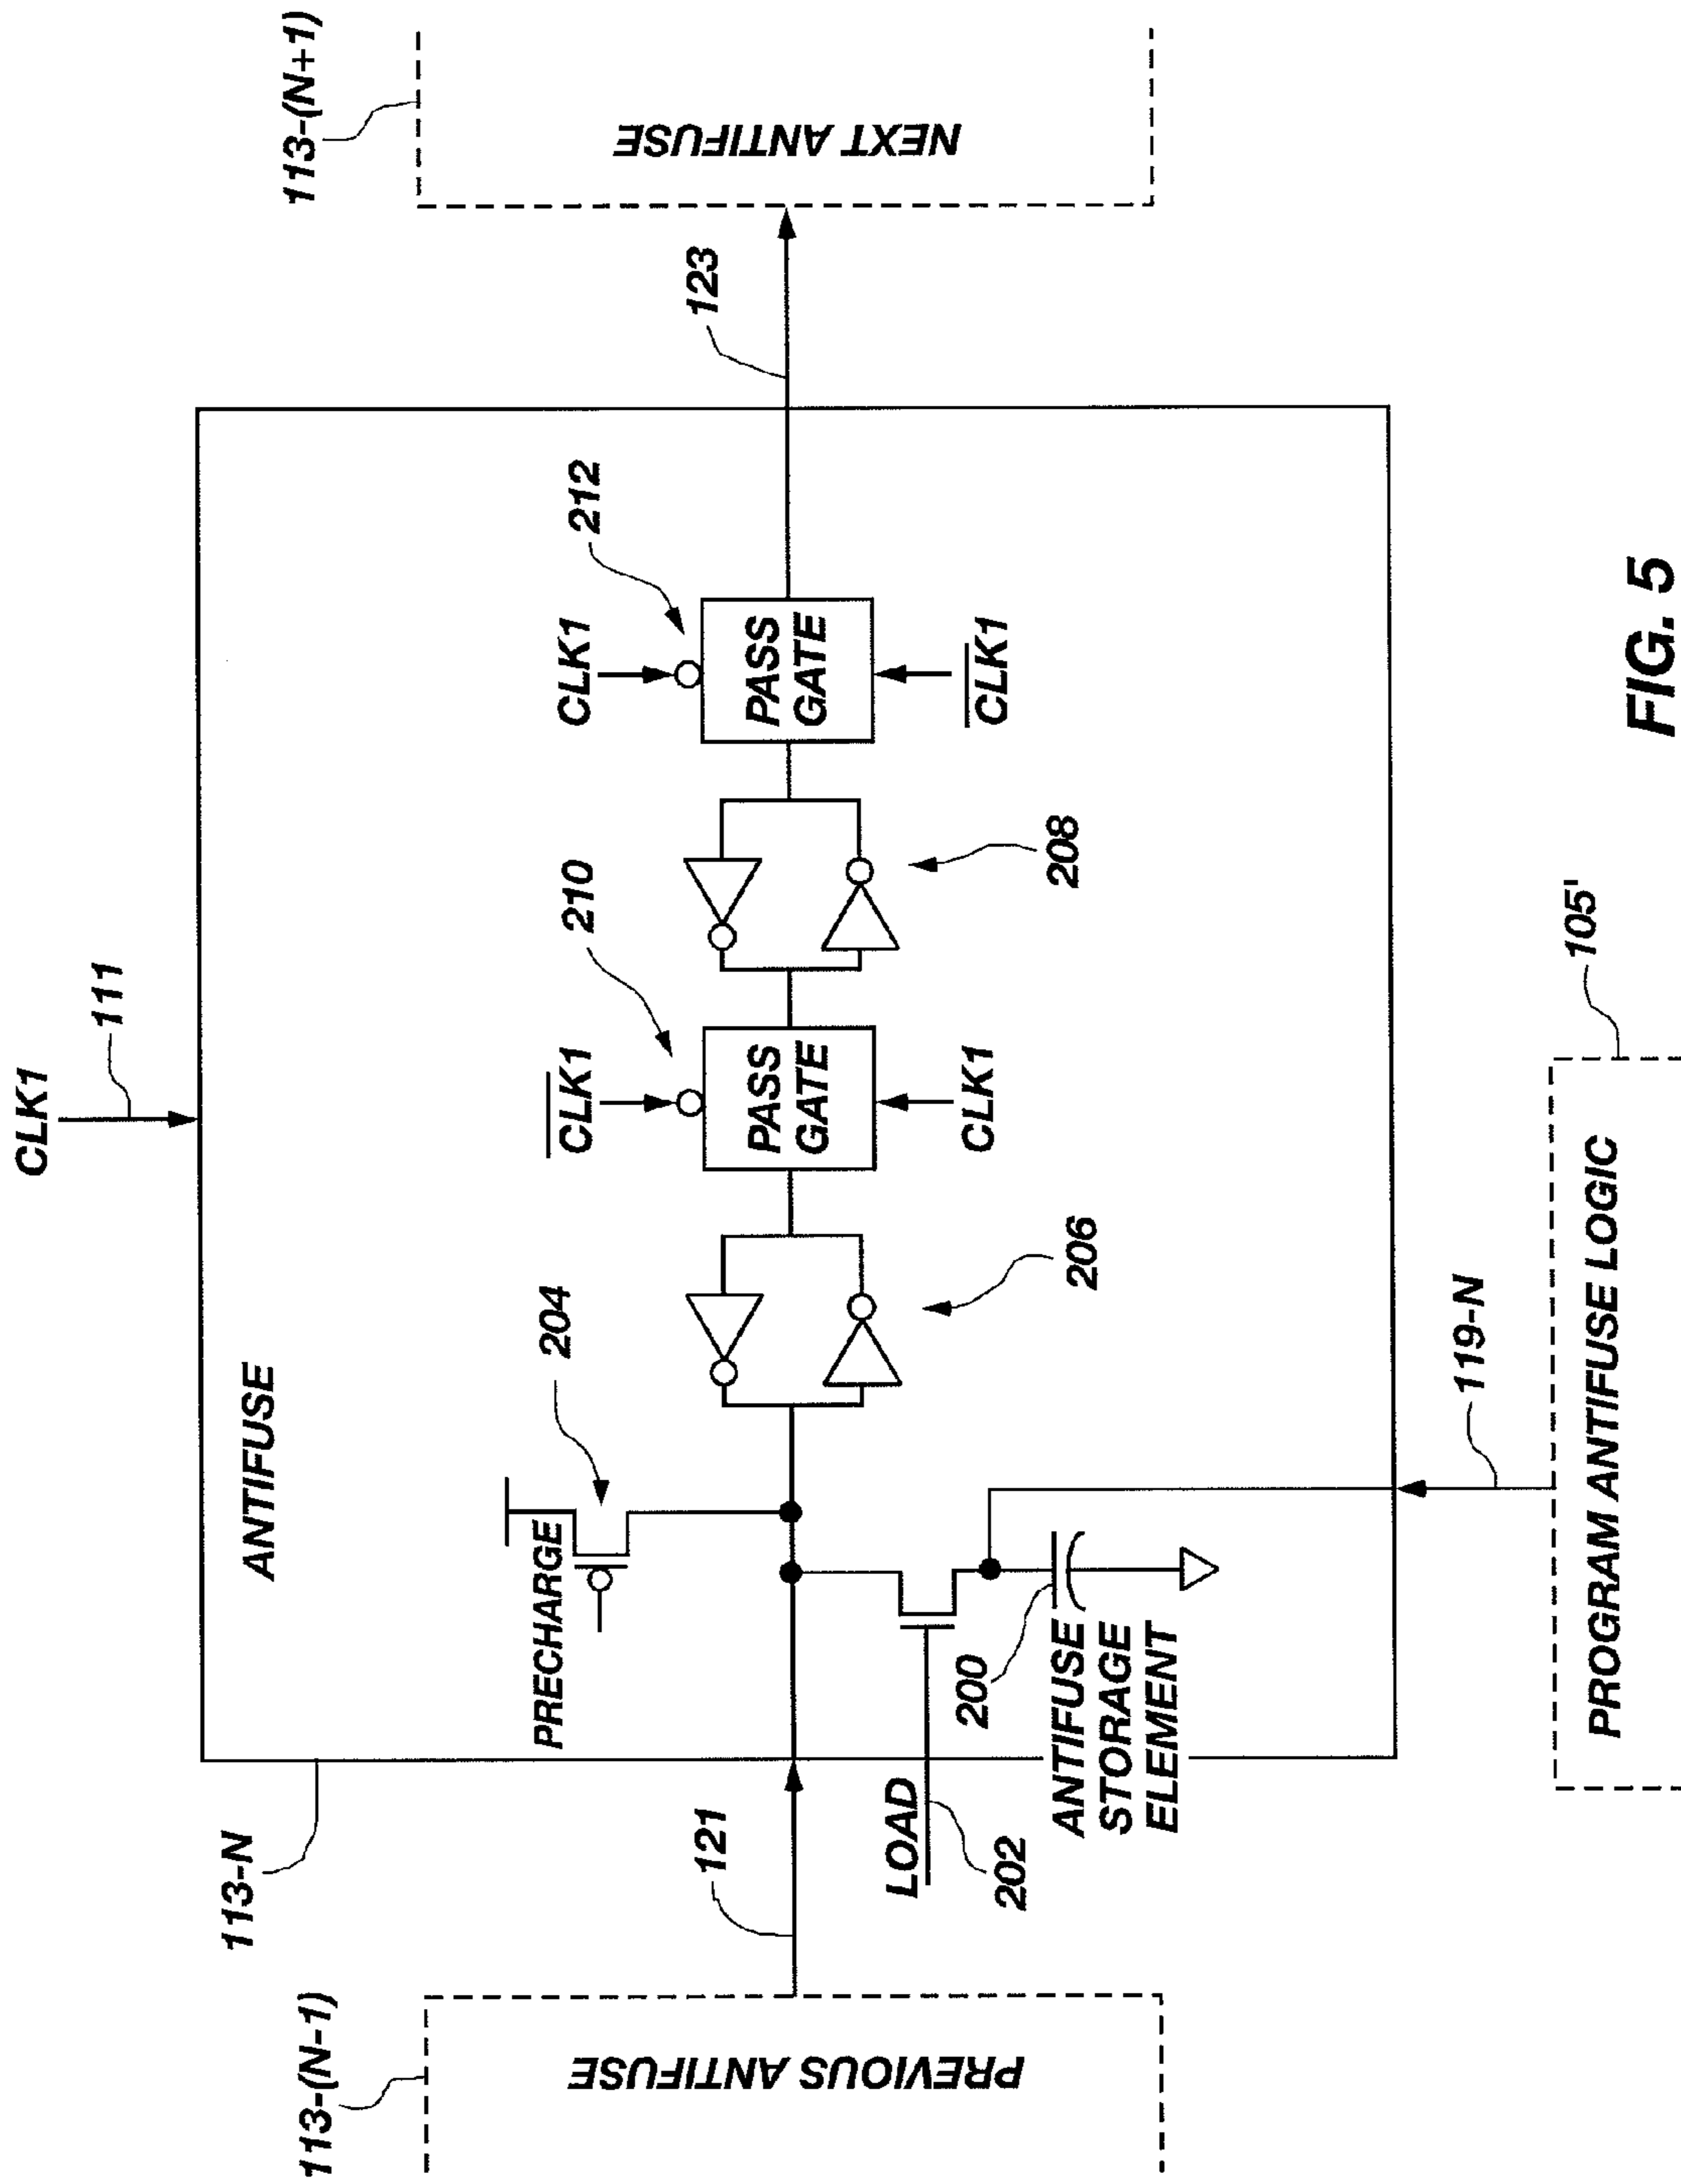 CLK1
111
113-(N-1)
113-N
113-(N+1)
ANTIFUSE
PREVIOUS ANTIFUSE
NEXT ANTIFUSE
121
123
PRECHARGE
204
C̅L̅K̅1̅
210
CLK1
212
PASS
GATE
PASS
GATE
CLK1
C̅L̅K̅1̅
LOAD
202
200
206
208
ANTIFUSE
STORAGE
ELEMENT
119-N
105'
PROGRAM ANTIFUSE LOGIC
FIG. 5